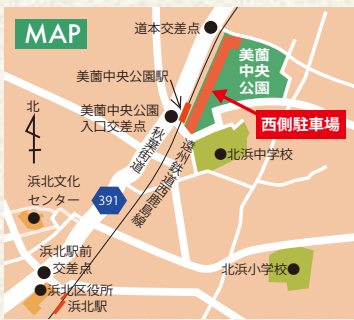 MAP
道本交差点
美薗
中央
公園
美薗中央公園駅
美薗中央公園
入口交差点
西側駐車場
北
秋葉街道
遠州鉄道西鹿島線
北浜中学校
浜北文化
センター
391
浜北駅前
交差点
北浜小学校
浜北区役所
浜北駅